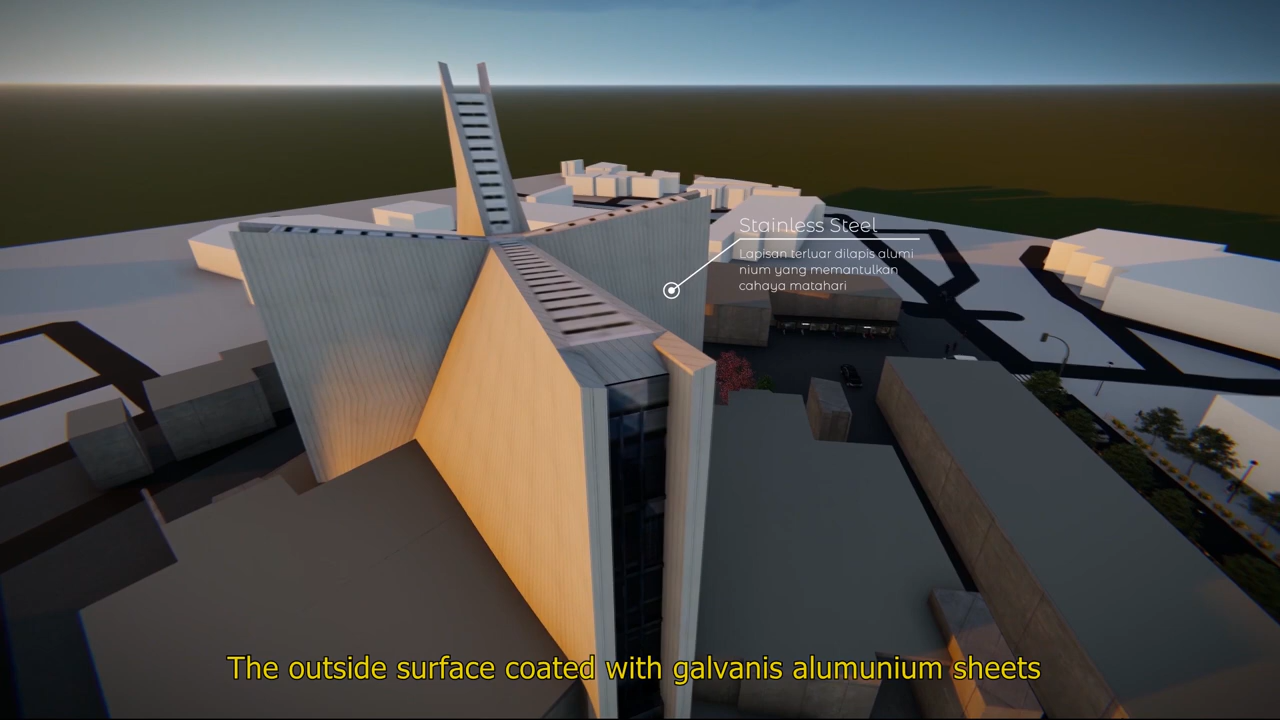 Stainless Steel
Lapisan terluar dilapis alumi
nium yang memantulkan
cahaya matahari
The outside surface coated with galvanis alumunium sheets